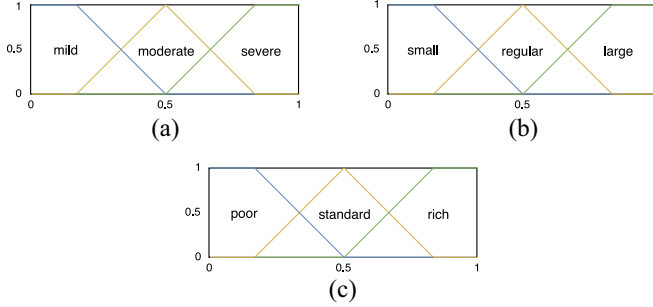 1
0.5
0
mild
moderate
severe
0
0.5
1
(a)
1
0.5
0
small
regular
large
0
0.5
(b)
1
0.5
0
poor
standard
rich
0
0.5
1
(c)